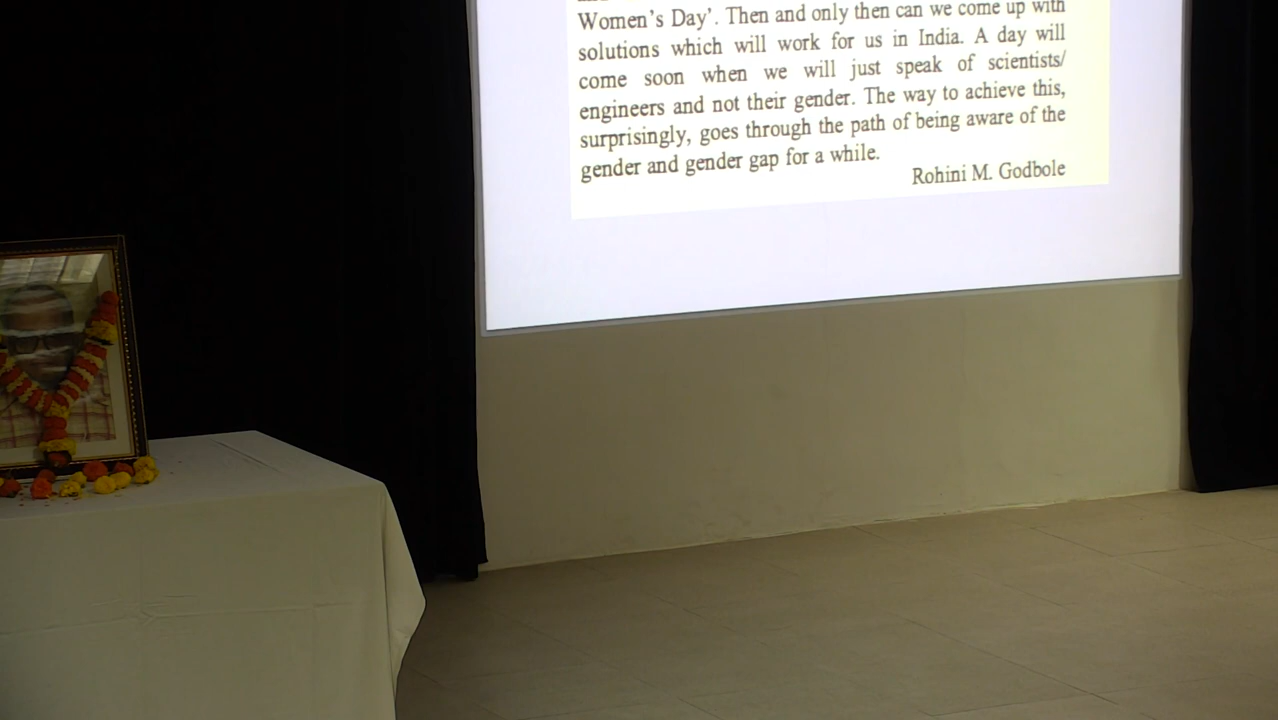 Women's Day'. Then and only then can we come up with
solutions which will work for us in India. A day will
come soon when we will just speak of scientists/
engineers and not their gender. The way to achieve this,
surprisingly, goes through the path of being aware of the
gender and gender gap for a while.
Rohini M. Godbole